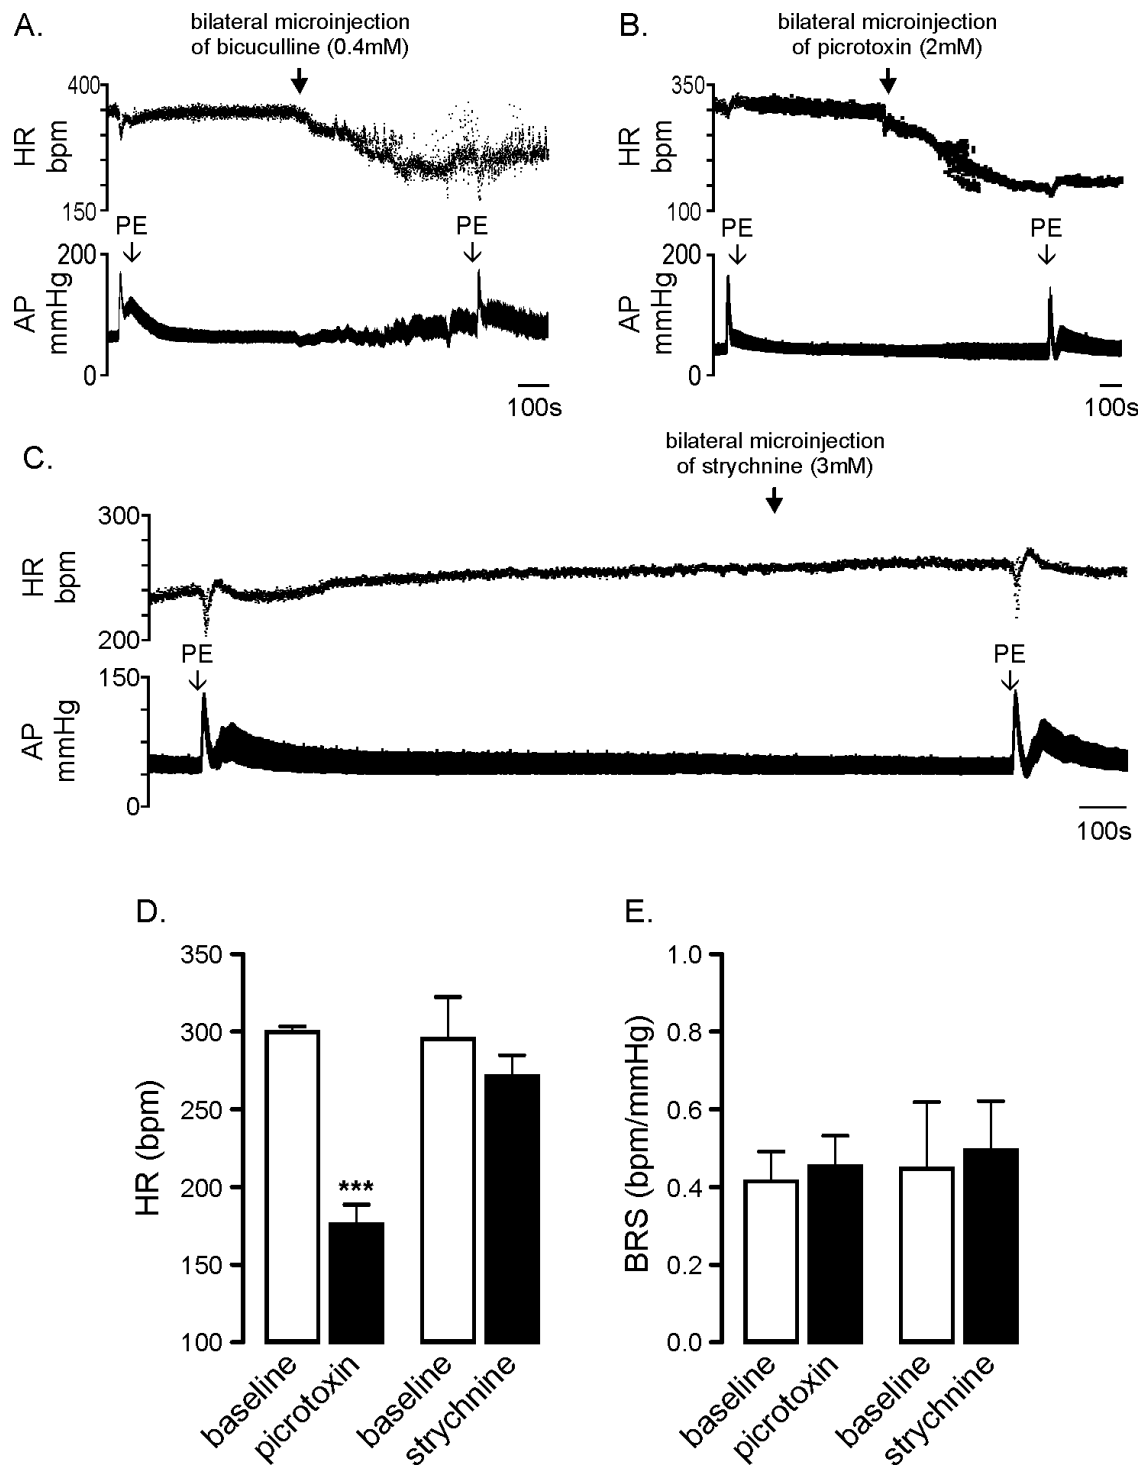 A.
bilateral microinjection
of bicuculline (0.4mM)
400
HR
bpm
150
PE
PE
200
AP
mmHg
0
100s
B.
bilateral microinjection
of picrotoxin (2mM)
350
HR
bpm
100
PE
PE
200
AP
mmHg
0
100s
C.
bilateral microinjection
of strychnine (3mM)
300
HR
bpm
200
PE
PE
150
AP
mmHg
0
100s
D.
350
300
250
200
150
100
HR (bpm)
***
baseline
picrotoxin
baseline
strychnine
E.
1.0
0.8
0.6
0.4
0.2
0.0
BRS (bpm/mmHg)
baseline
picrotoxin
baseline
strychnine